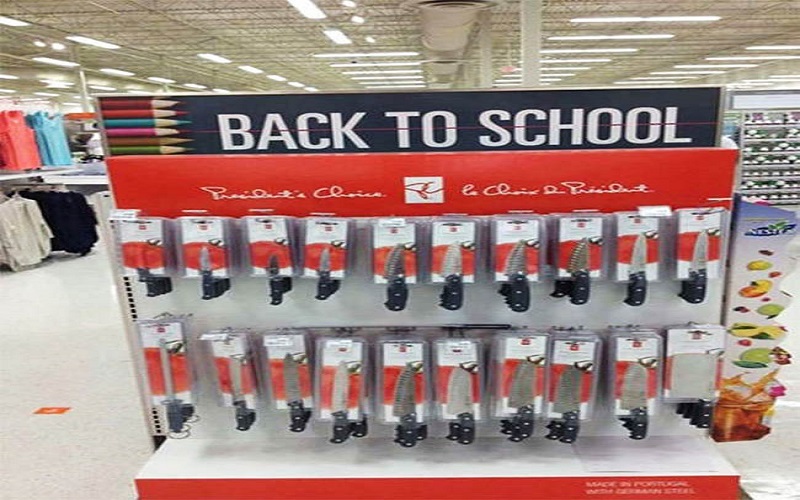 BACK TO SCHOOL
President's Choice
le Choix du Président
MADE IN PORTUGAL
WITH GERMAN STEEL